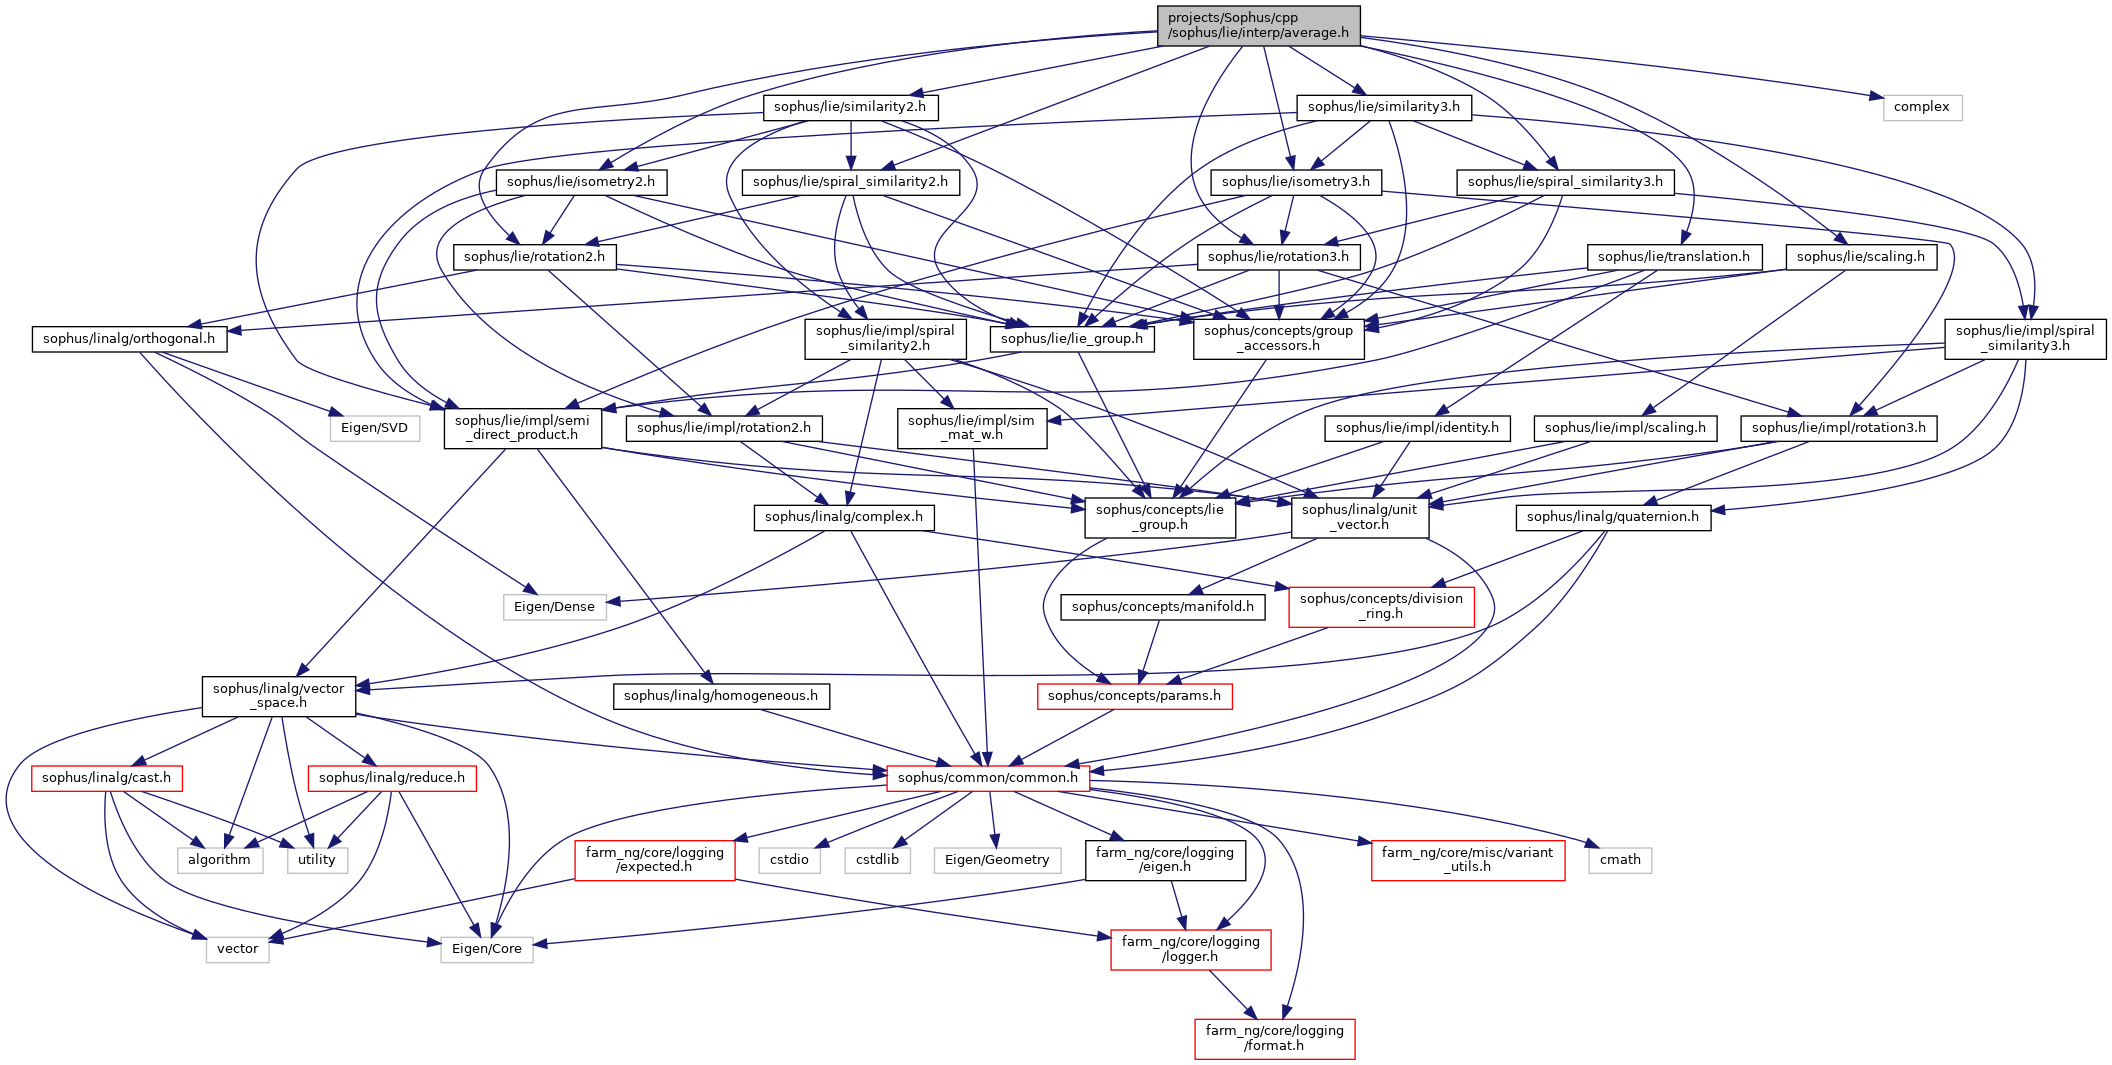 projects/Sophus/cpp
/sophus/lie/interp/average.h
sophus/lie/similarity2.h
sophus/lie/similarity3.h
complex
sophus/lie/isometry2.h
sophus/lie/spiral_similarity2.h
sophus/lie/isometry3.h
sophus/lie/spiral_similarity3.h
sophus/lie/rotation2.h
sophus/lie/rotation3.h
sophus/lie/translation.h
sophus/lie/scaling.h
sophus/linalg/orthogonal.h
sophus/lie/impl/spiral
_similarity2.h
sophus/lie/lie_group.h
sophus/concepts/group
_accessors.h
sophus/lie/impl/spiral
_similarity3.h
Eigen/SVD
sophus/lie/impl/semi
_direct_product.h
sophus/lie/impl/rotation2.h
sophus/lie/impl/sim
_mat_w.h
sophus/lie/impl/identity.h
sophus/lie/impl/scaling.h
sophus/lie/impl/rotation3.h
sophus/linalg/complex.h
sophus/concepts/lie
_group.h
sophus/linalg/unit
_vector.h
sophus/linalg/quaternion.h
Eigen/Dense
sophus/concepts/manifold.h
sophus/concepts/division
_ring.h
sophus/linalg/vector
_space.h
sophus/linalg/homogeneous.h
sophus/concepts/params.h
sophus/linalg/cast.h
sophus/linalg/reduce.h
sophus/common/common.h
algorithm
utility
farm_ng/core/logging
/expected.h
cstdio
cstdlib
Eigen/Geometry
farm_ng/core/logging
/eigen.h
farm_ng/core/misc/variant
_utils.h
cmath
vector
Eigen/Core
farm_ng/core/logging
/logger.h
farm_ng/core/logging
/format.h